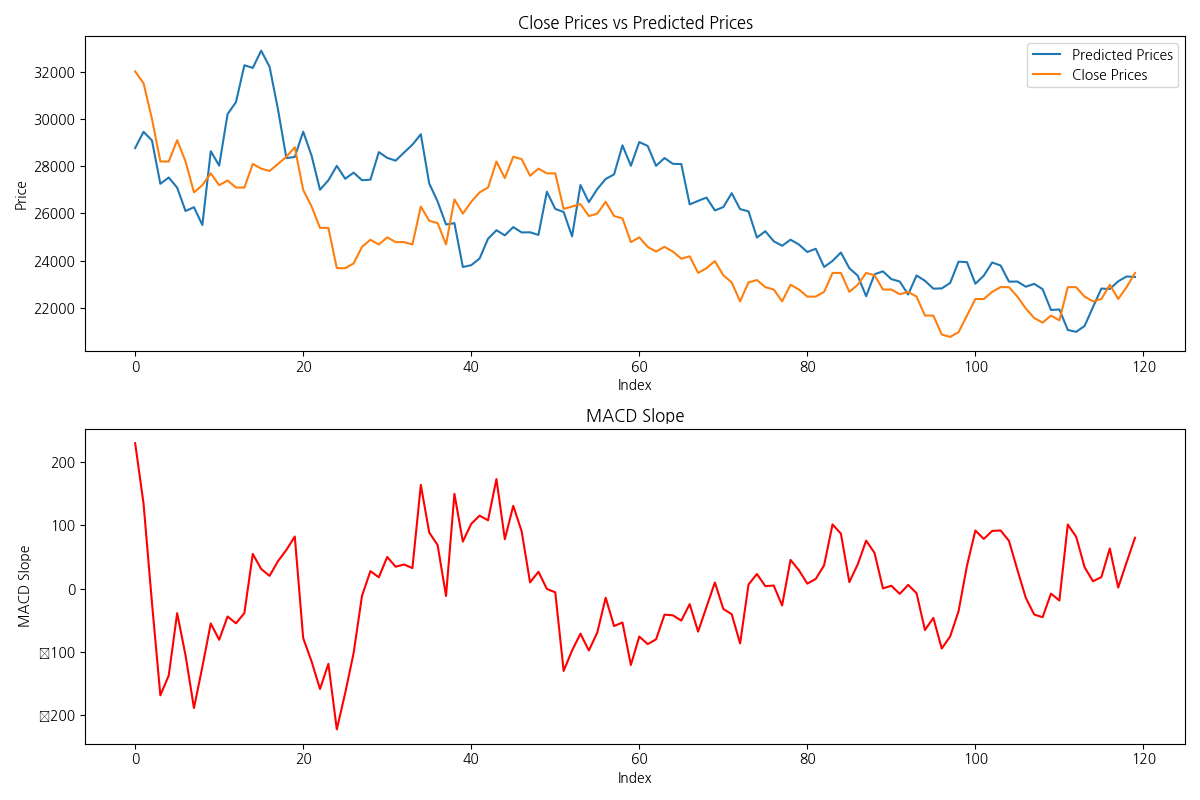 Close Prices vs Predicted Prices
Predicted Prices
Close Prices
Price
32000
30000
28000
26000
24000
22000
0 20 40 60 80 100 120
Index
MACD Slope
MACD Slope
200
100
0
100
200
0 20 40 60 80 100 120
Index